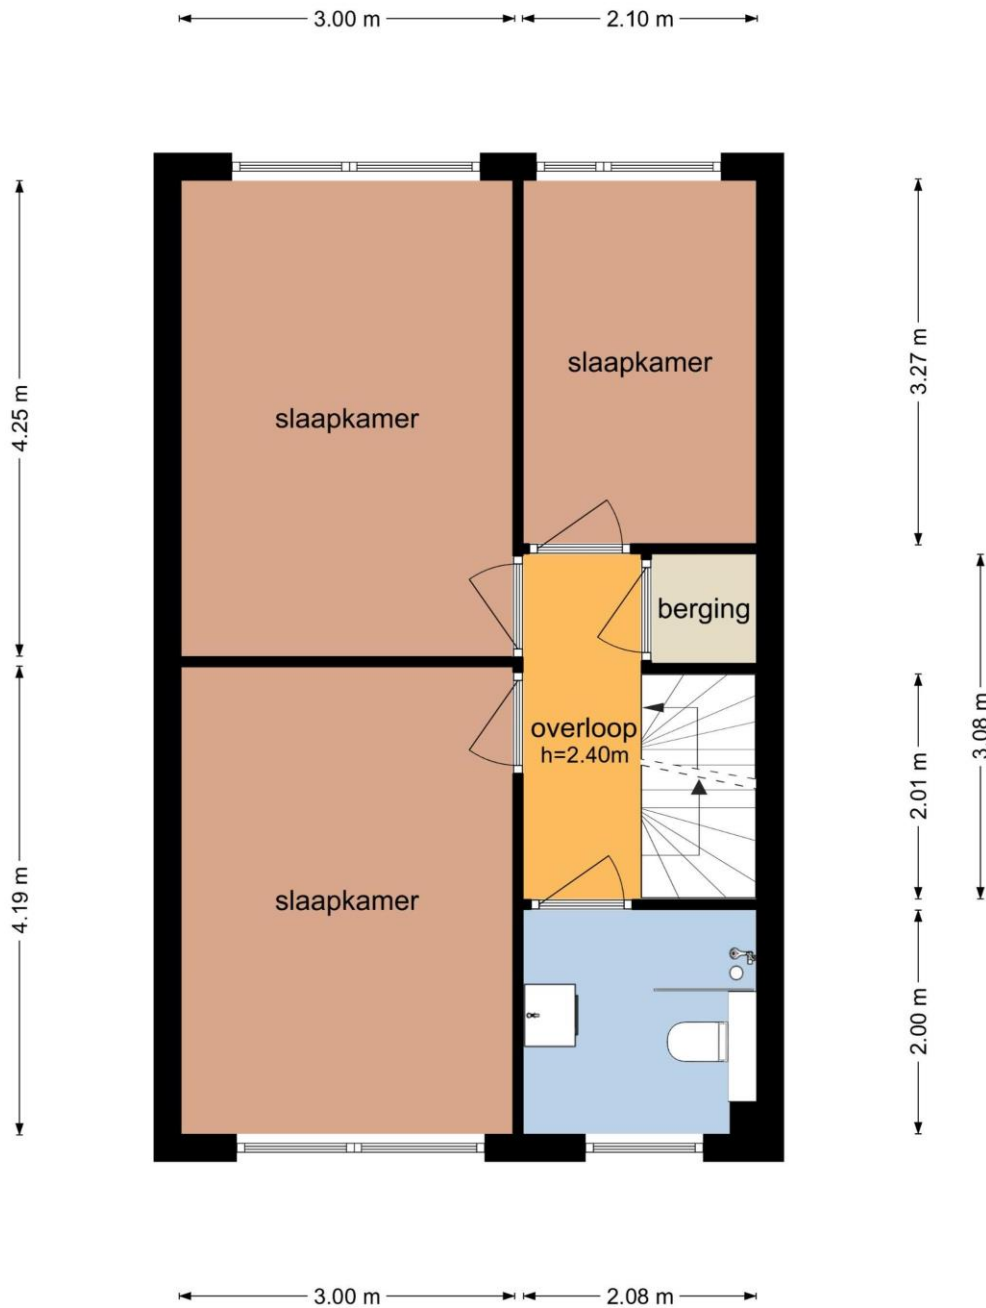 3.00 m
2.10 m
4.25 m
3.27 m
slaapkamer
slaapkamer
berging
overloop
h=2.40m
3.08 m
2.01 m
4.19 m
slaapkamer
2.00 m
3.00 m
2.08 m